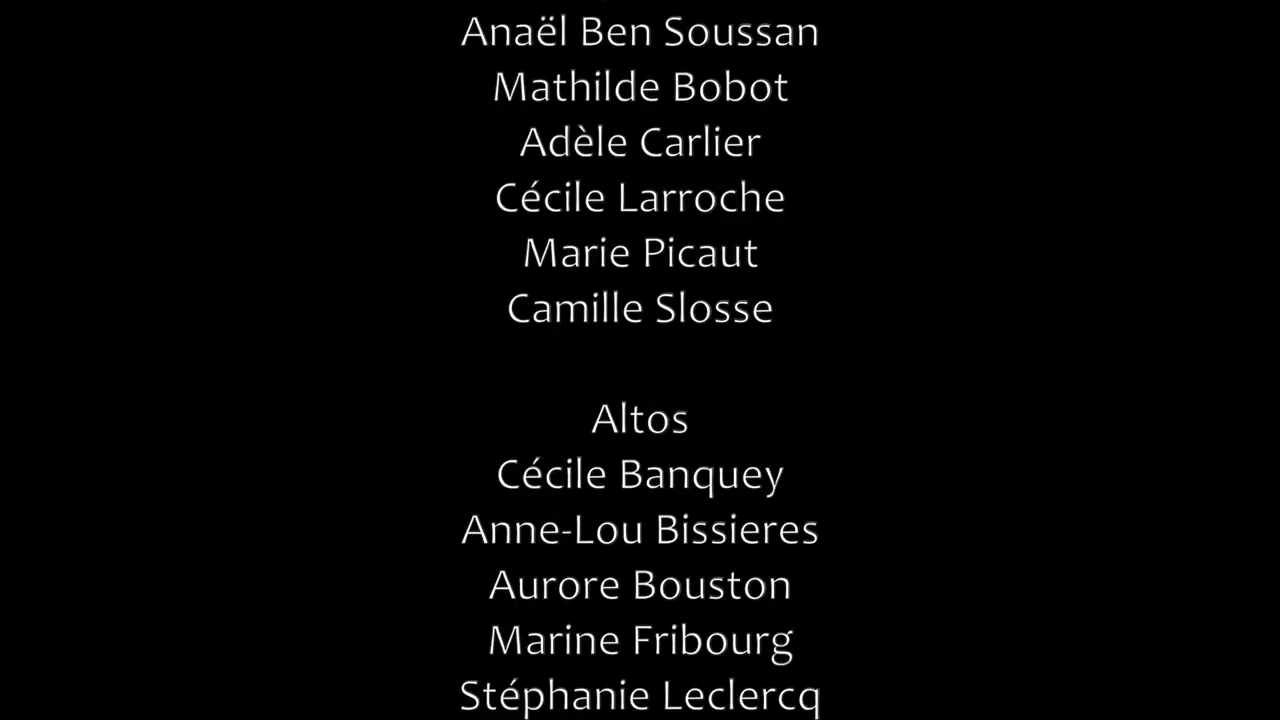 Anaël Ben Soussan
Mathilde Bobot
Adèle Carlier
Cécile Larroche
Marie Picaut
Camille Slosse
Altos
Cécile Banquey
Anne-Lou Bissieres
Aurore Bouston
Marine Fribourg
Stéphanie Leclercq